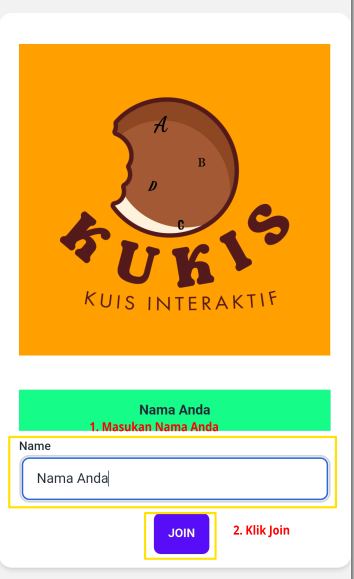 A
B
D
C
KUKIS
KUIS INTERAKTIF
Nama Anda
1. Masukan Nama Anda
Name
Nama Anda
JOIN
2. Klik Join